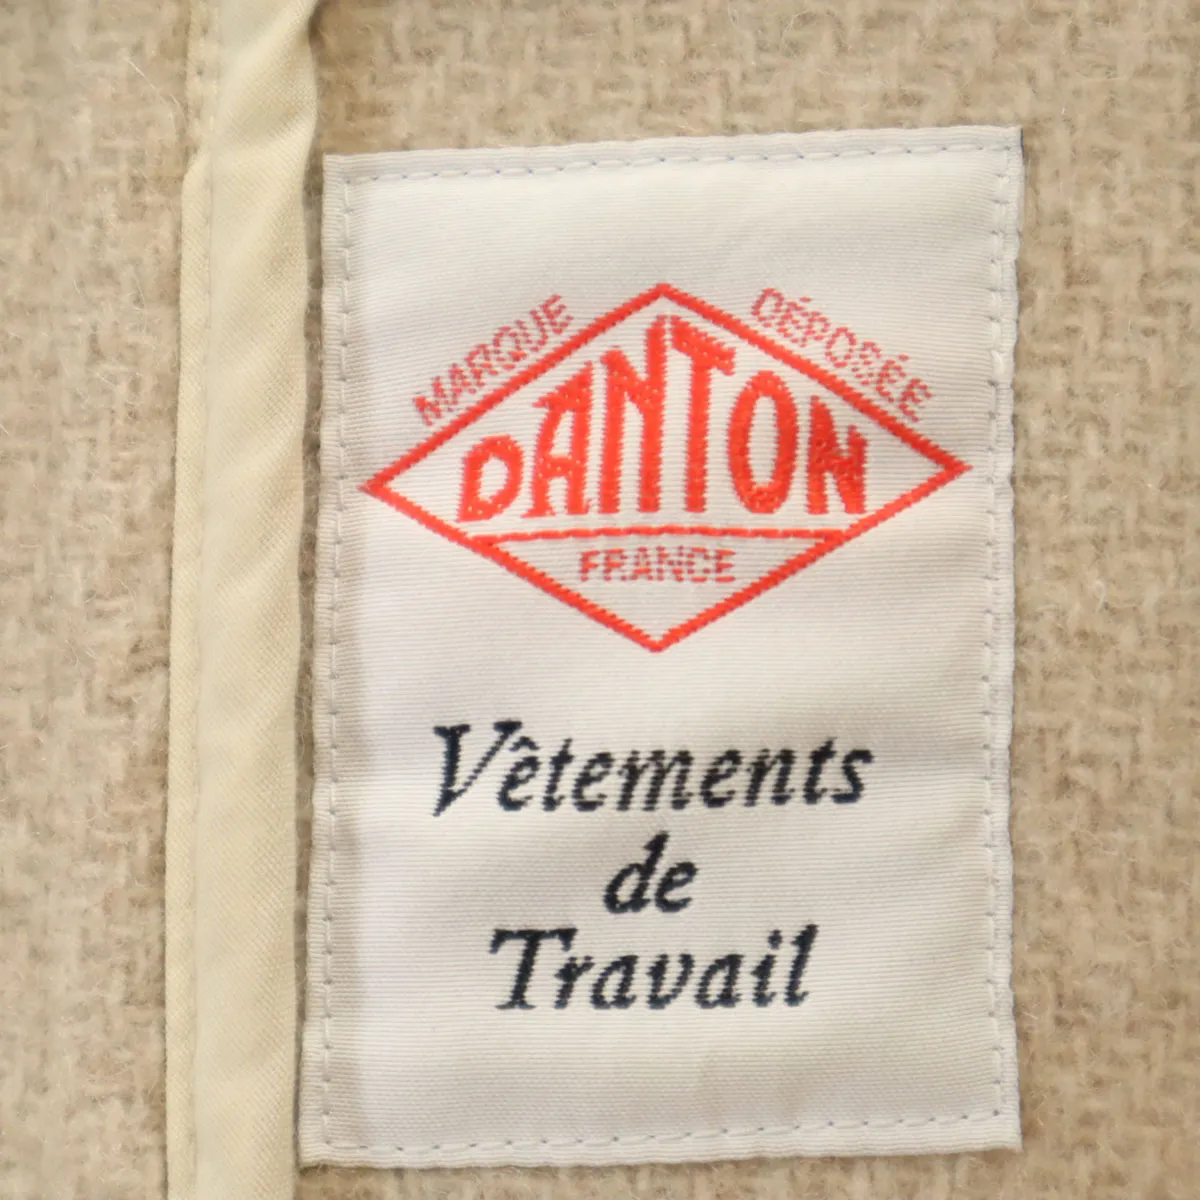 MARQUE DÉPOSÉE
DANTON
FRANCE
Vêtements
de
Travail